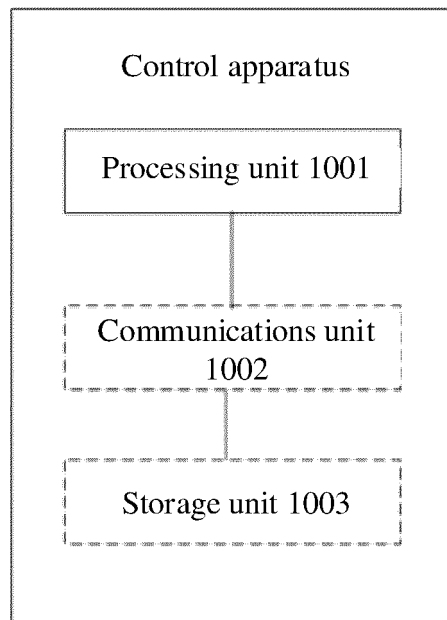 Control apparatus
Processing unit 1001
Communications unit
1002
Storage unit 1003